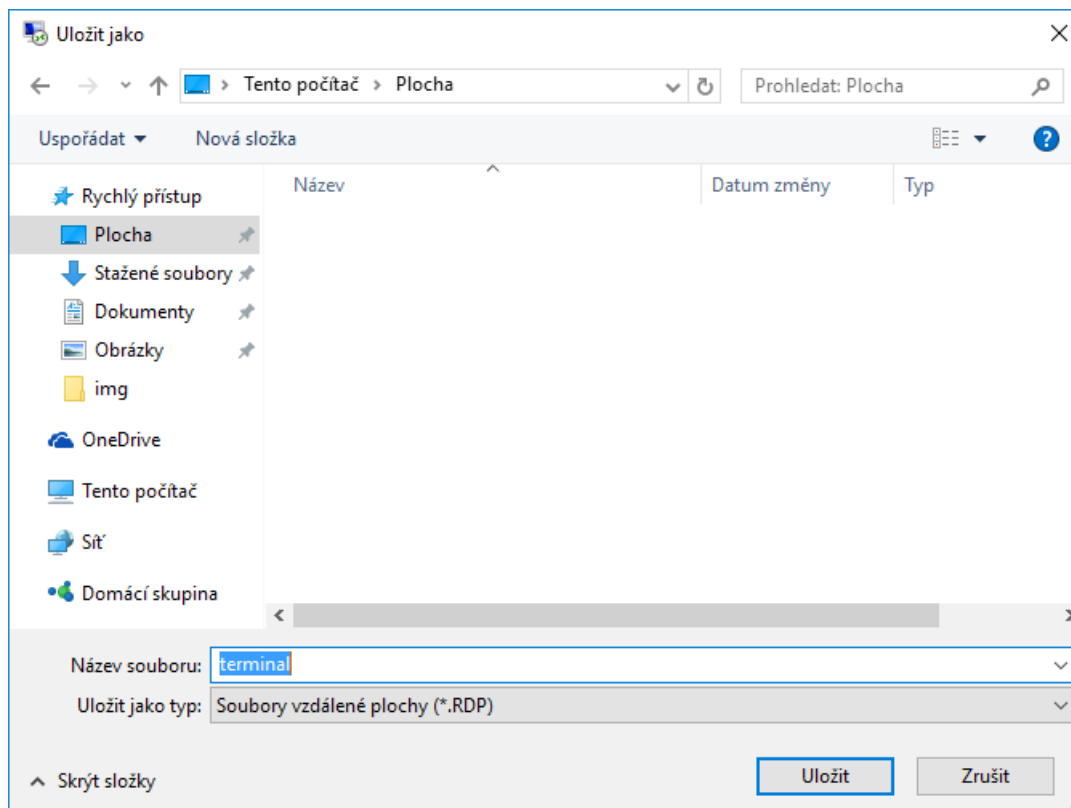 Uložit jako
Tento počítač > Plocha
Prohledat: Plocha
Uspořádat
Nová složka
Název
Datum změny
Typ
Rychlý přístup
Plocha
Stažené soubory
Dokumenty
Obrázky
img
OneDrive
Tento počítač
Síť
Domácí skupina
Název souboru: terminal
Uložit jako typ: Soubory vzdálené plochy (*.RDP)
Skrýt složky
Uložit
Zrušit